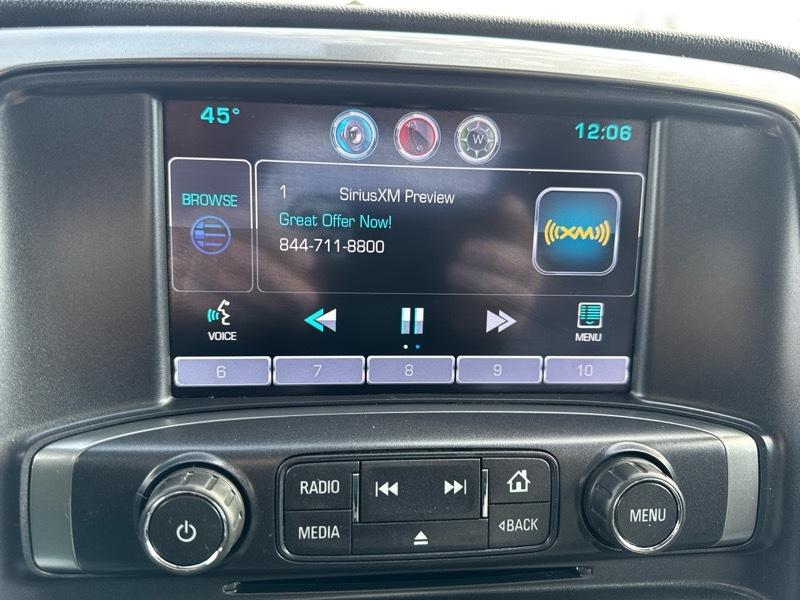 45°
12:06
W
BROWSE
1 SiriusXM Preview
Great Offer Now!
844-711-8800
((XM))
VOICE
MENU
6 7 8 9 10
RADIO
MEDIA
BACK
MENU